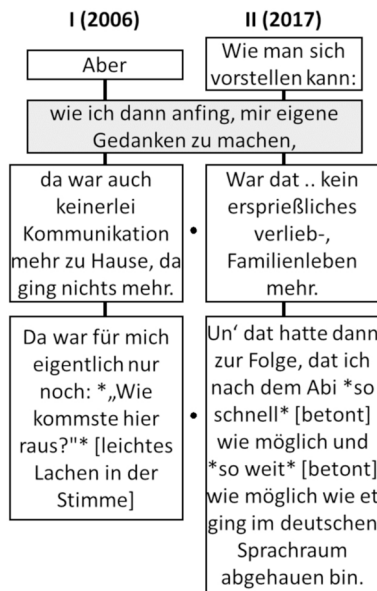 I (2006)
II (2017)
Aber
Wie man sich
vorstellen kann:
wie ich dann anfing, mir eigene
Gedanken zu machen,
da war auch
keinerlei
Kommunikation
mehr zu Hause, da
ging nichts mehr.
War dat .. kein
ersprießliches
verlieb-,
Familienleben
mehr.
Da war für mich
eigentlich nur
noch: *„Wie
kommste hier
raus?"* [leichtes
Lachen in der
Stimme]
Un‘ dat hatte dann
zur Folge, dat ich
nach dem Abi *so
schnell* [betont]
wie möglich und
*so weit* [betont]
wie möglich wie et
ging im deutschen
Sprachraum
abgehauen bin.